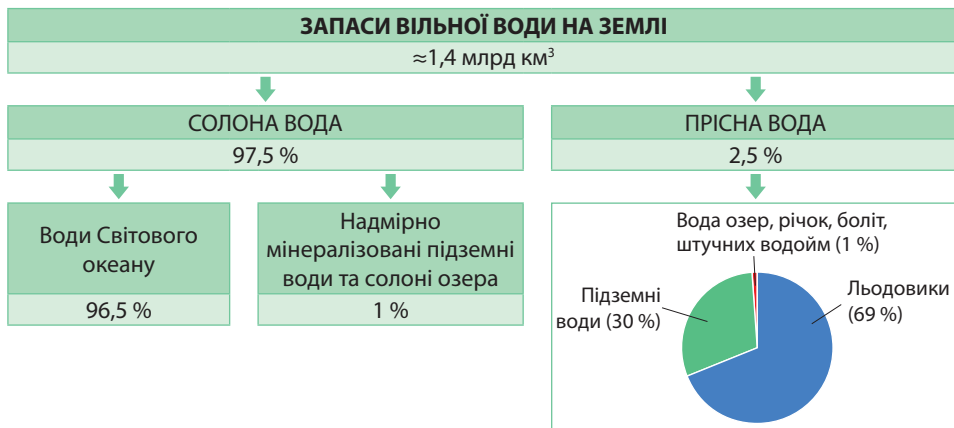 ЗАПАСИ ВІЛЬНОЇ ВОДИ НА ЗЕМЛІ
≈1,4 млрд км³
СОЛОНА ВОДА
97,5 %
ПРІСНА ВОДА
2,5 %
Води Світового
океану
96,5 %
Надмірно
мінералізовані підземні
води та солоні озера
1 %
Вода озер, річок, боліт,
штучних водойм (1 %)
Підземні
води (30 %)
Льодовики
(69 %)